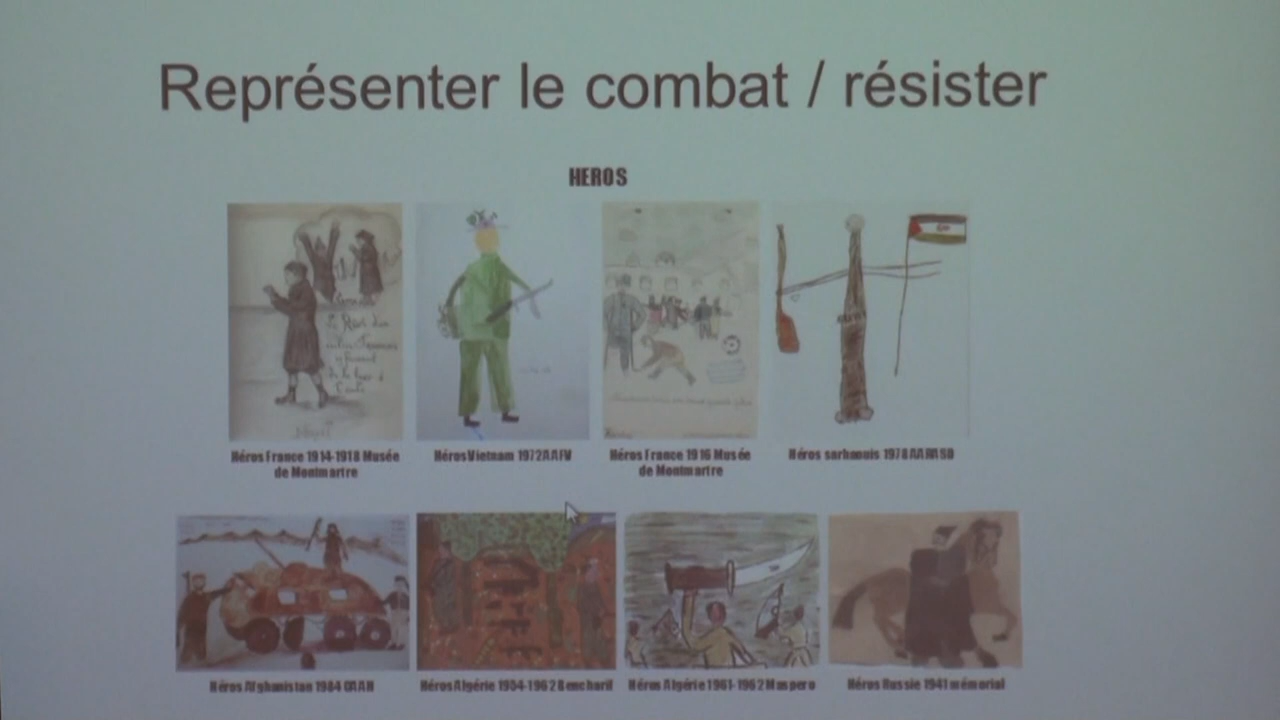 Représenter le combat / résister
HEROS
Héros France 1914-1918 Musée
de Montmartre
Héros Vietnam 1972 AAFV
Héros France 1916 Musée
de Montmartre
Héros sarhaouis 1978 AARASD
Héros Afghanistan 1984
Héros Algérie 1954-1962 Bencharif
Héros Algérie 1961-1962 Maspero
Héros Russie 1941 mémorial